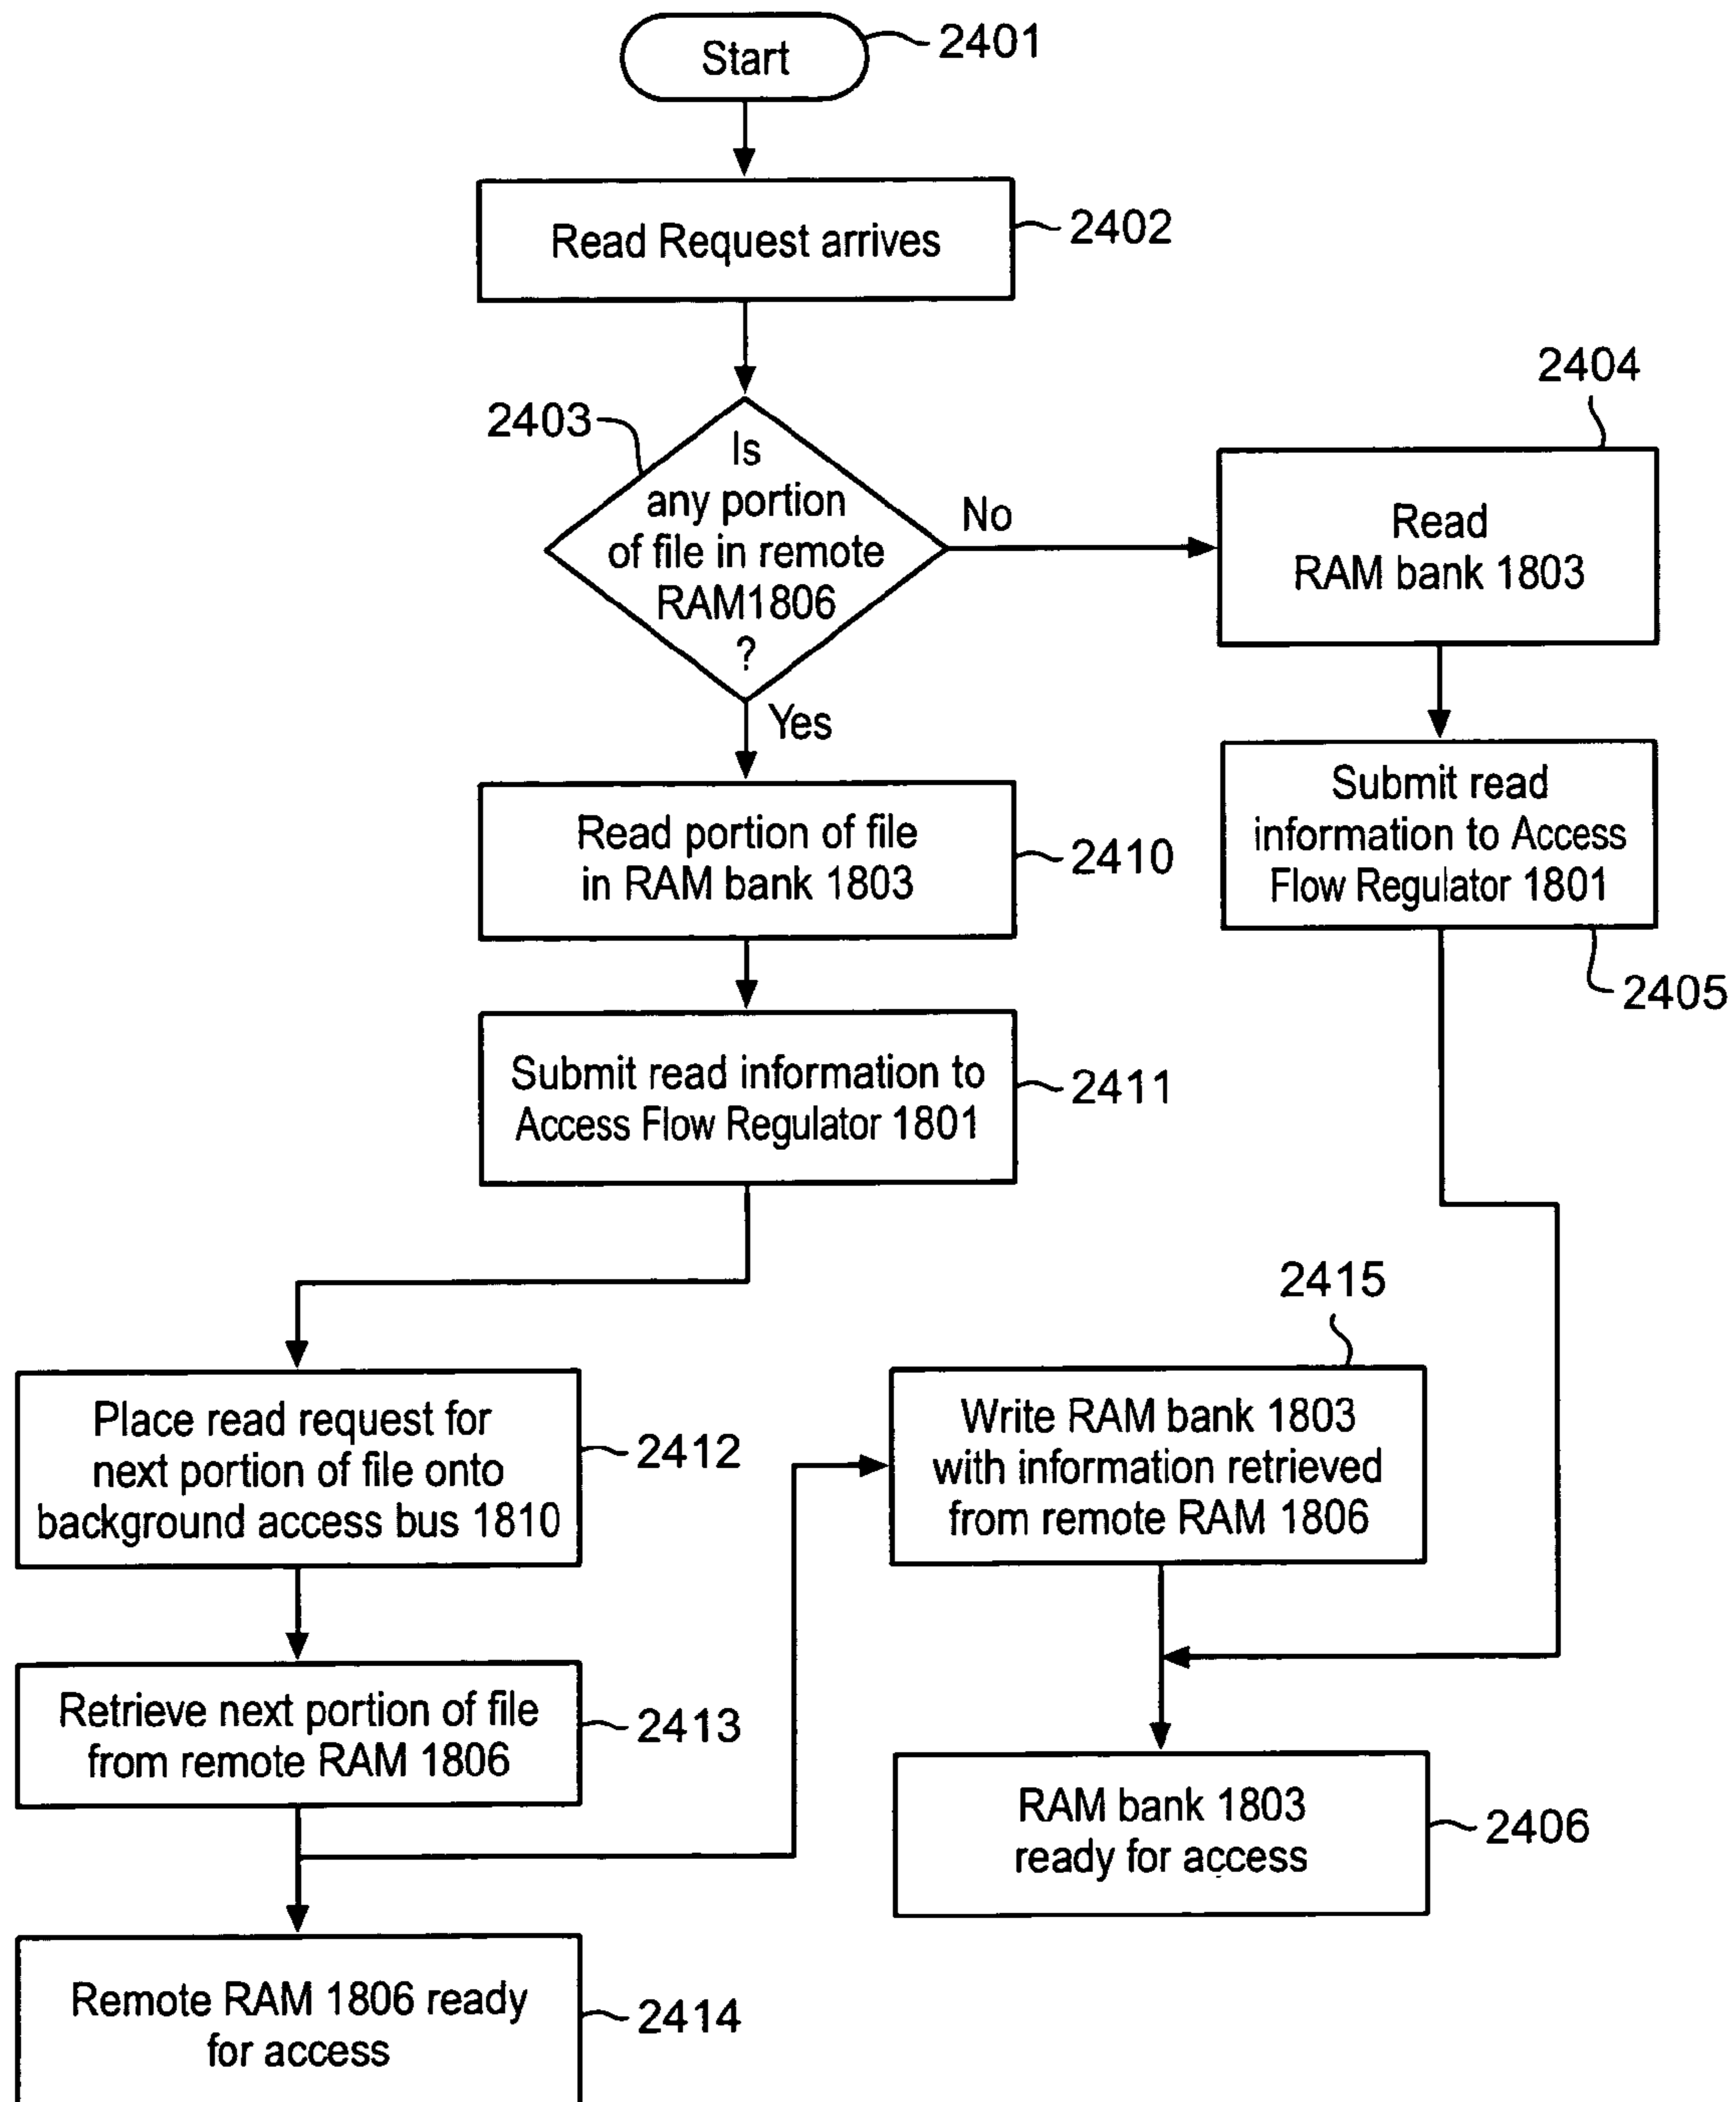 Start
2401
Read Request arrives
2402
2403
Is
any portion
of file in remote
RAM1806
?
No
Yes
2404
Read
RAM bank 1803
Submit read
information to Access
Flow Regulator 1801
2405
Read portion of file
in RAM bank 1803
2410
Submit read information to
Access Flow Regulator 1801
2411
Place read request for
next portion of file onto
background access bus 1810
2412
2415
Write RAM bank 1803
with information retrieved
from remote RAM 1806
Retrieve next portion of file
from remote RAM 1806
2413
RAM bank 1803
ready for access
2406
Remote RAM 1806 ready
for access
2414